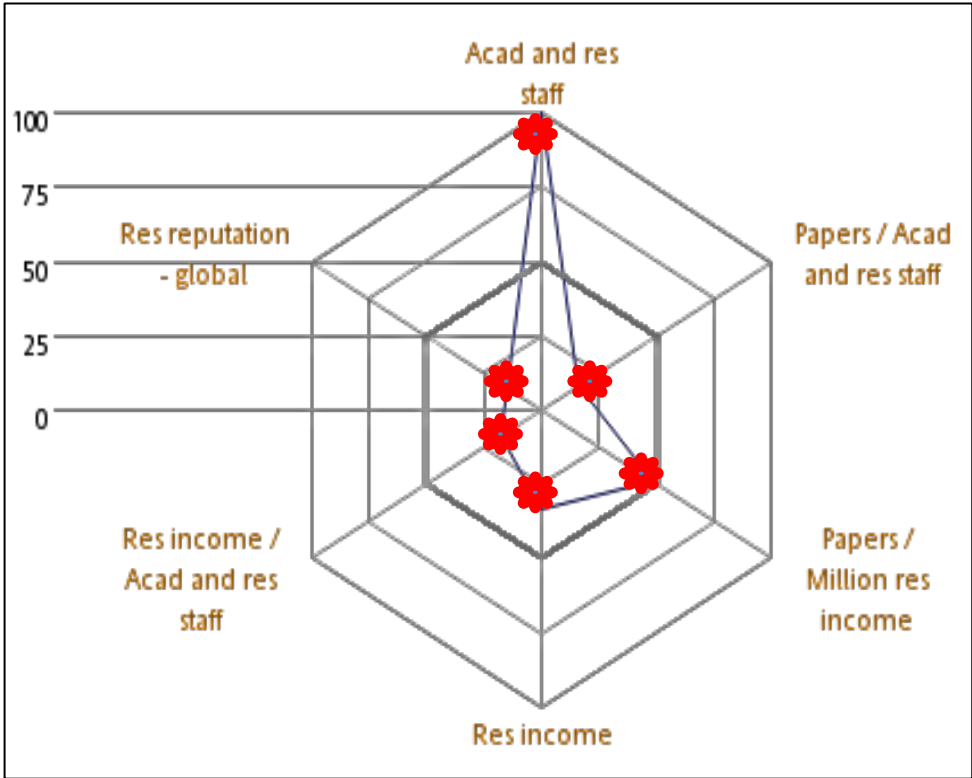 Acad and res
staff
100
75
50
25
0
Res reputation
- global
Papers / Acad
and res staff
Res income /
Acad and res
staff
Papers /
Million res
income
Res income